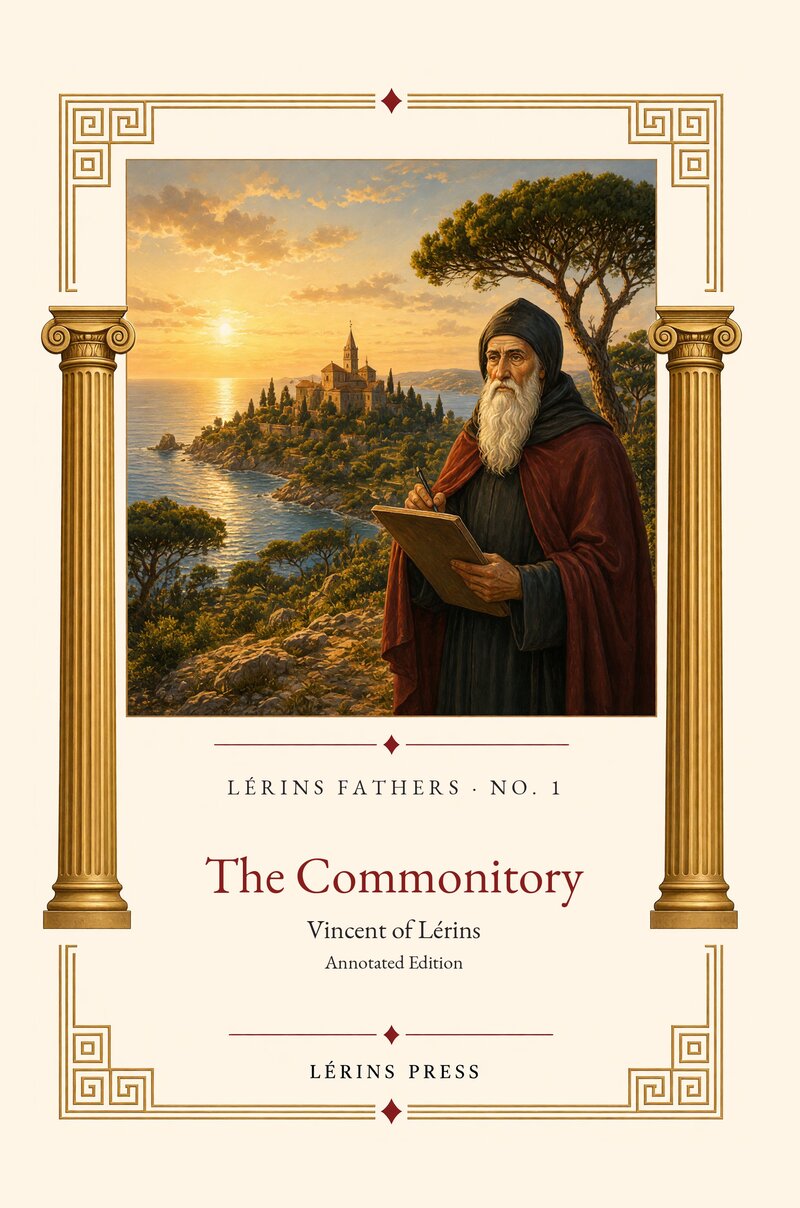 LÉRINS FATHERS · NO. 1
The Commonitory
Vincent of Lérins
Annotated Edition
LÉRINS PRESS